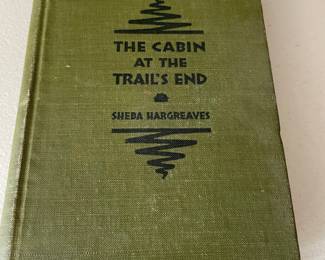 THE CABIN
AT THE
TRAIL'S END
SHEBA HARGREAVES